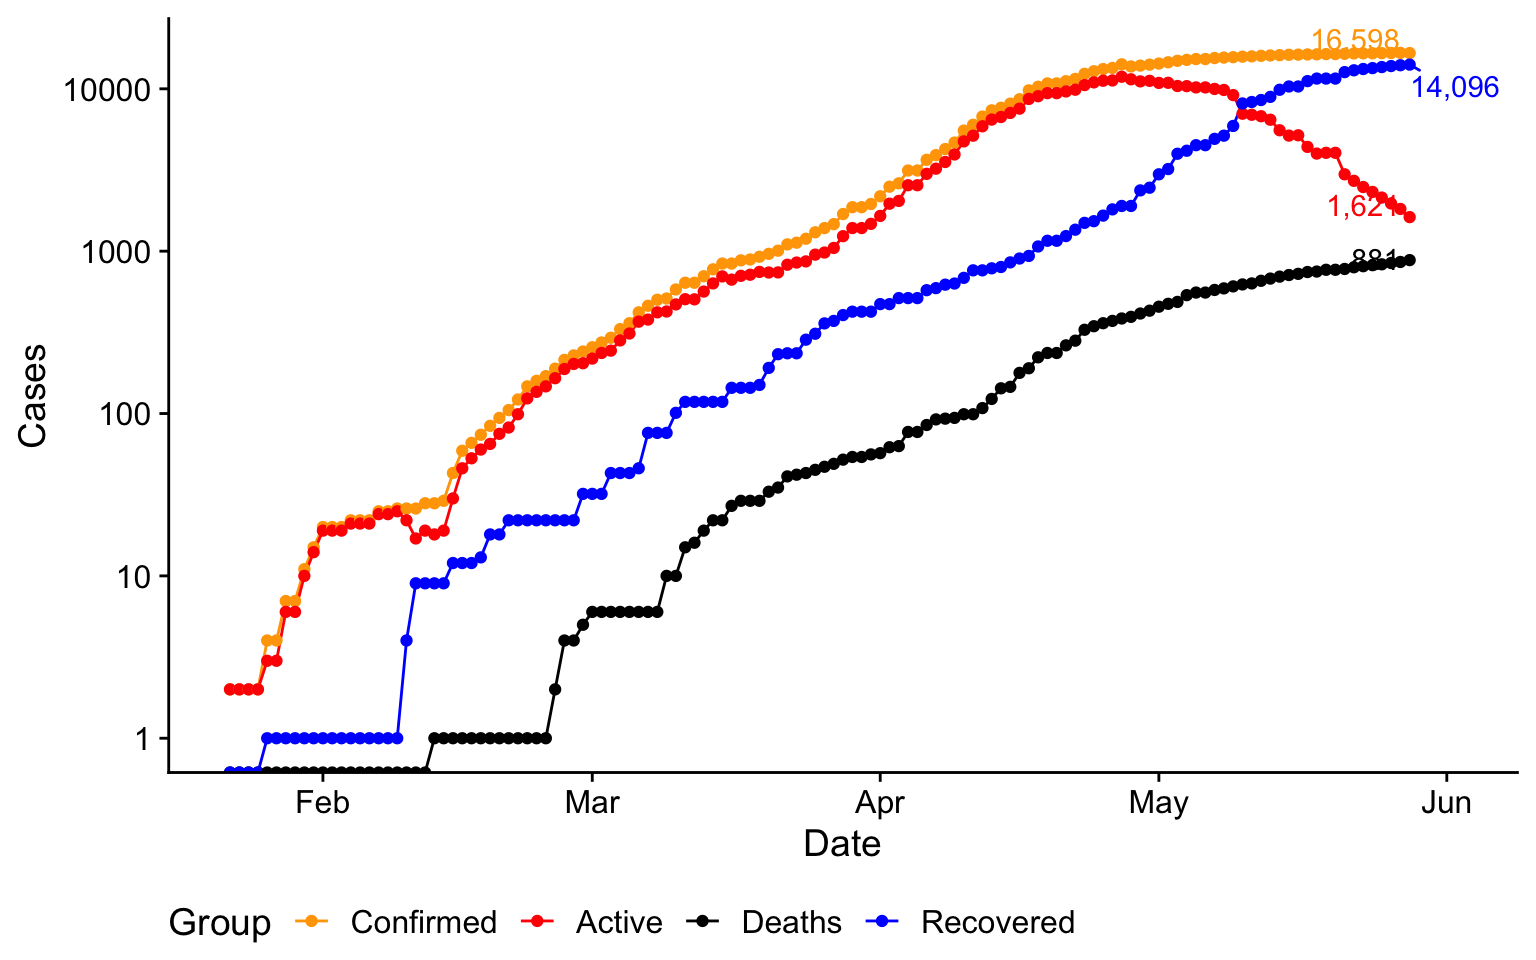 16,598
10000
14,096
1,621
1000
881
Cases
100
10
1
Feb Mar Apr May Jun
Date
Group Confirmed Active Deaths Recovered